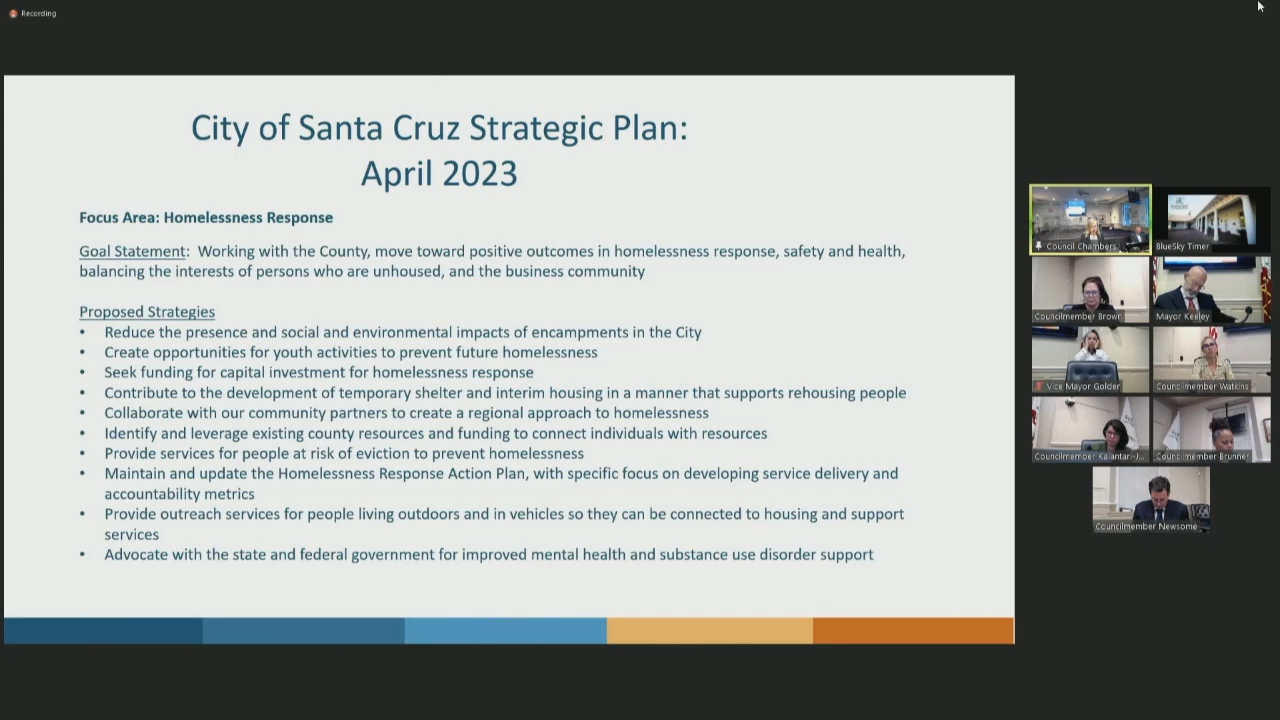 Recording
City of Santa Cruz Strategic Plan:
April 2023
Focus Area: Homelessness Response
Goal Statement: Working with the County, move toward positive outcomes in homelessness response, safety and health,
balancing the interests of persons who are unhoused, and the business community
Proposed Strategies
• Reduce the presence and social and environmental impacts of encampments in the City
• Create opportunities for youth activities to prevent future homelessness
• Seek funding for capital investment for homelessness response
• Contribute to the development of temporary shelter and interim housing in a manner that supports rehousing people
• Collaborate with our community partners to create a regional approach to homelessness
• Identify and leverage existing county resources and funding to connect individuals with resources
• Provide services for people at risk of eviction to prevent homelessness
• Maintain and update the Homelessness Response Action Plan, with specific focus on developing service delivery and
accountability metrics
• Provide outreach services for people living outdoors and in vehicles so they can be connected to housing and support
services
• Advocate with the state and federal government for improved mental health and substance use disorder support
Council Chambers
BlueSky Timer
Councilmember Brown
Mayor Keeley
Vice Mayor Golder
Councilmember Watkins
Councilmember Kalantari-J...
Councilmember Brunner
Councilmember Newsome